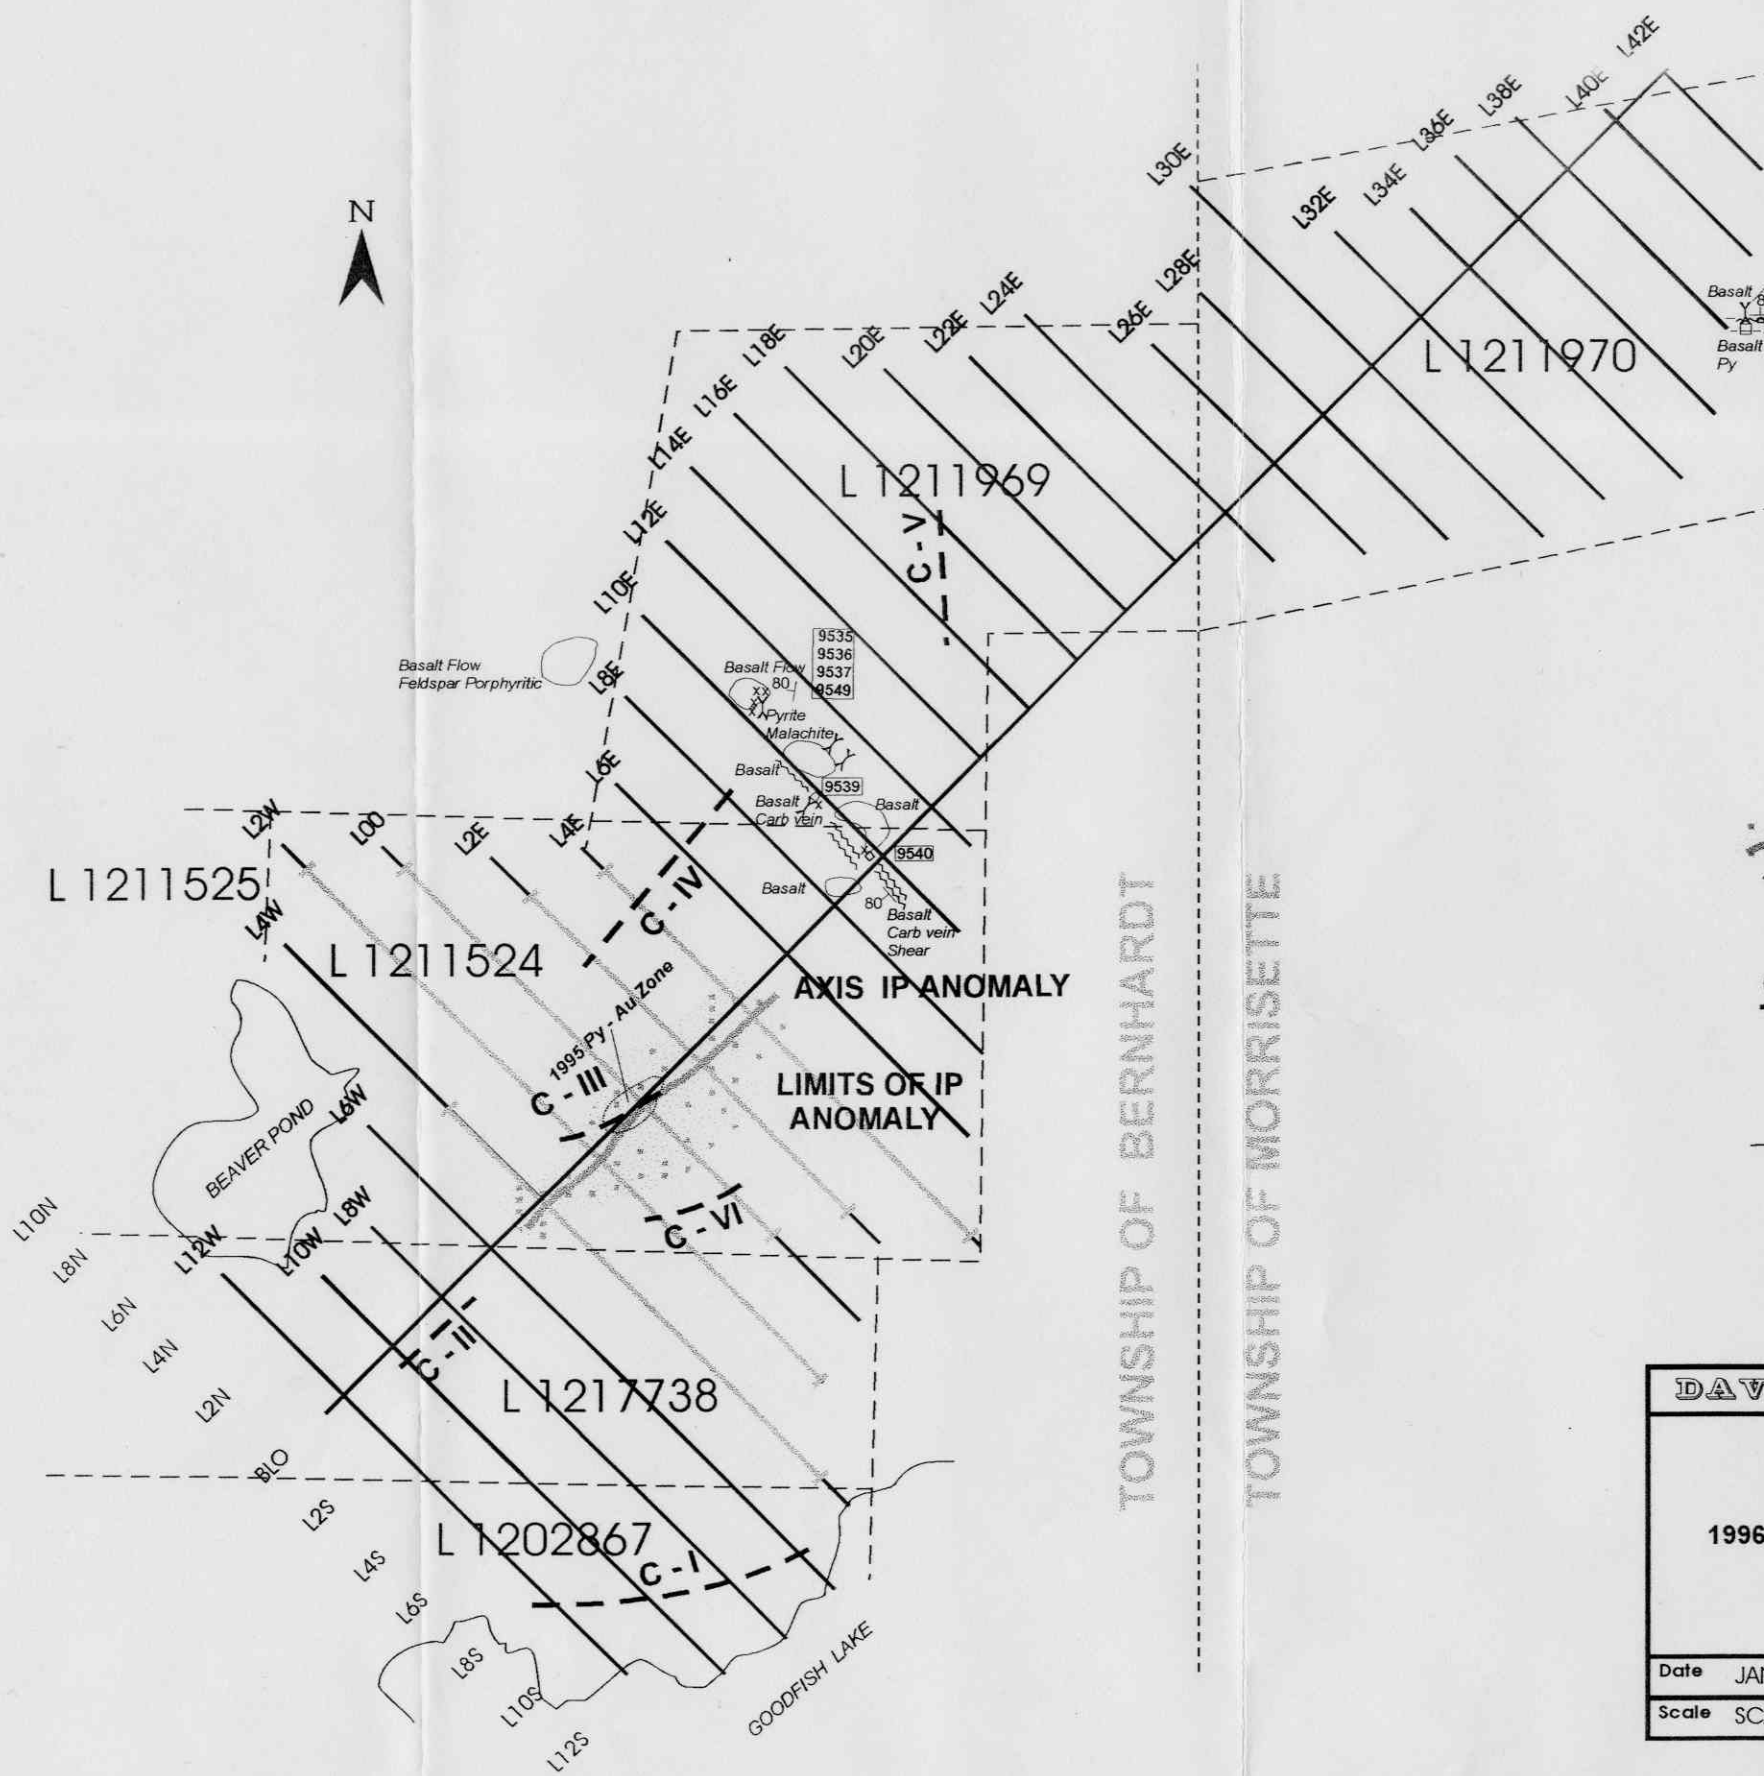 N
L42E
L40E
L38E
L36E
L34E
L32E
L30E
L28E
L26E
L24E
L22E
L20E
L18E
L16E
L14E
L12E
L10E
L8E
L6E
L4E
L2E
L00
L2W
L4W
L6W
L8W
L10W
L12W
L 1211970
Basalt
Basalt
Py
L 1211969
C - V
Basalt Flow
Feldspar Porphyritic
Basalt Flow
80
9535
9536
9537
9549
Pyrite
Malachite
Basalt
9539
Basalt
Carb vein
Basalt
9540
Basalt
80
Basalt
Carb vein
Shear
L 1211525
L 1211524
C - IV
AXIS IP ANOMALY
1995 Py - Au Zone
C - III
LIMITS OF IP
ANOMALY
BEAVER POND
C - VI
C - II
L 1217738
L 1202867
C - I
GOODFISH LAKE
L10N
L8N
L6N
L4N
L2N
BLO
L2S
L4S
L6S
L8S
L10S
L12S
TOWNSHIP OF BERNHARDT
TOWNSHIP OF MORRISETTE
DAV
1996
Date JAN
Scale SC